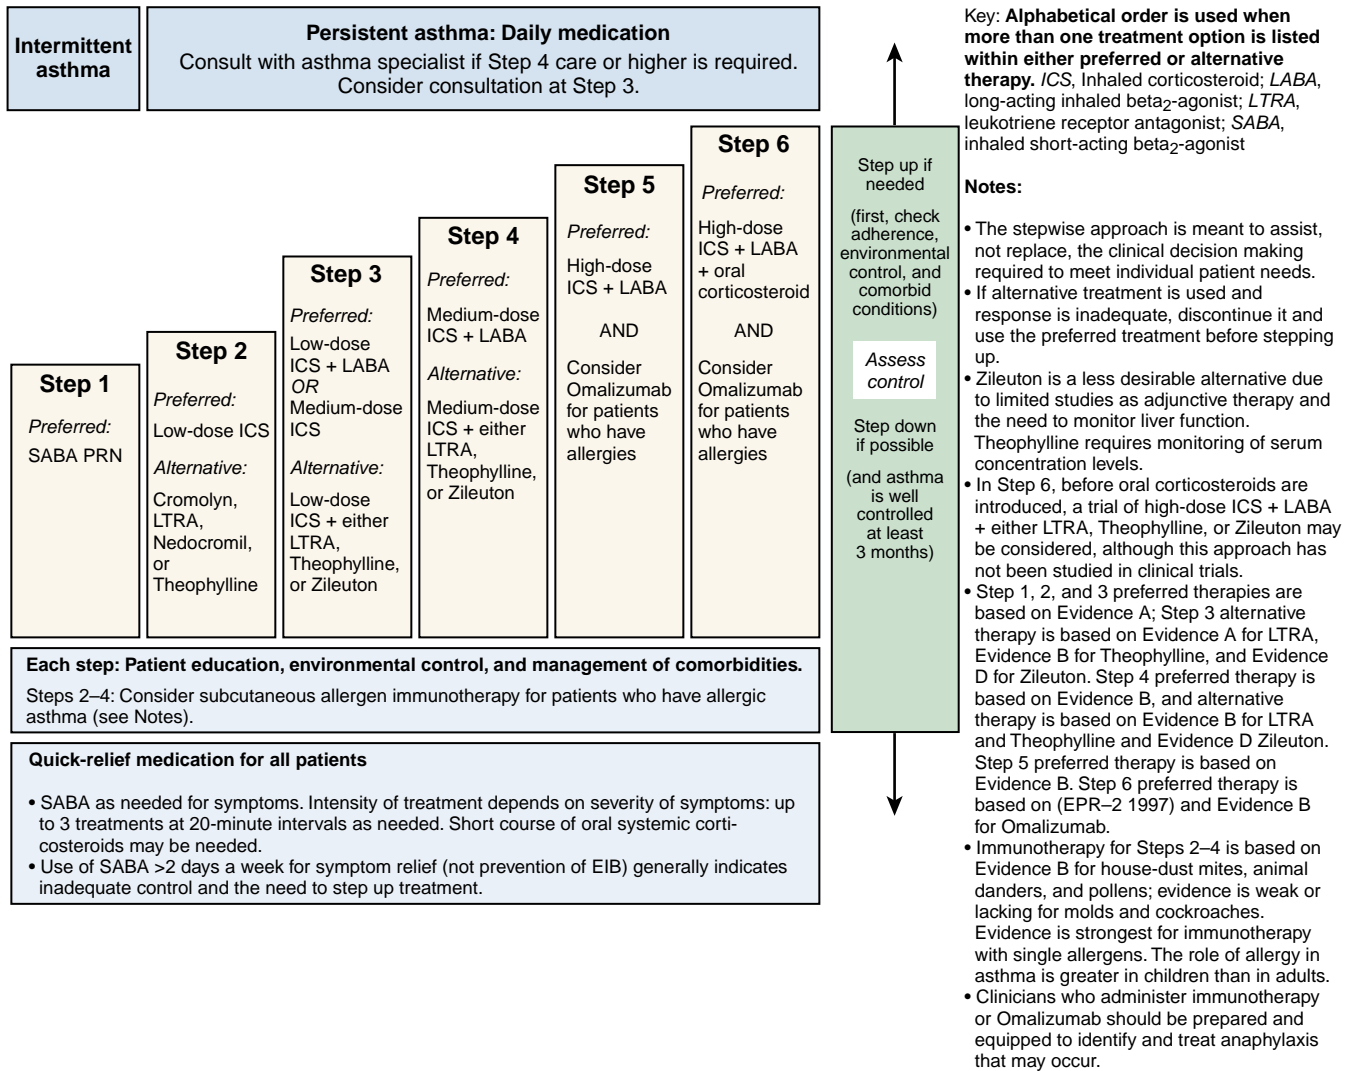 Intermittent
asthma
Persistent asthma: Daily medication
Consult with asthma specialist if Step 4 care or higher is required.
Consider consultation at Step 3.
Step 1
Preferred:
SABA PRN
Step 2
Preferred:
Low-dose ICS
Alternative:
Cromolyn,
LTRA,
Nedocromil,
or
Theophylline
Step 3
Preferred:
Low-dose
ICS + LABA
OR
Medium-dose
ICS
Alternative:
Low-dose
ICS + either
LTRA,
Theophylline,
or Zileuton
Step 4
Preferred:
Medium-dose
ICS + LABA
Alternative:
Medium-dose
ICS + either
LTRA,
Theophylline,
or Zileuton
Step 5
Preferred:
High-dose
ICS + LABA
AND
Consider
Omalizumab
for patients
who have
allergies
Step 6
Preferred:
High-dose
ICS + LABA
+ oral
corticosteroid
AND
Consider
Omalizumab
for patients
who have
allergies
Each step: Patient education, environmental control, and management of comorbidities.
Steps 2–4: Consider subcutaneous allergen immunotherapy for patients who have allergic
asthma (see Notes).
Quick-relief medication for all patients
• SABA as needed for symptoms. Intensity of treatment depends on severity of symptoms: up
to 3 treatments at 20-minute intervals as needed. Short course of oral systemic corti-
costeroids may be needed.
• Use of SABA >2 days a week for symptom relief (not prevention of EIB) generally indicates
inadequate control and the need to step up treatment.
Step up if
needed
(first, check
adherence,
environmental
control, and
comorbid
conditions)
Assess
control
Step down
if possible
(and asthma
is well
controlled
at least
3 months)
Key: Alphabetical order is used when
more than one treatment option is listed
within either preferred or alternative
therapy. ICS, Inhaled corticosteroid; LABA,
long-acting inhaled beta2-agonist; LTRA,
leukotriene receptor antagonist; SABA,
inhaled short-acting beta2-agonist
Notes:
• The stepwise approach is meant to assist,
not replace, the clinical decision making
required to meet individual patient needs.
• If alternative treatment is used and
response is inadequate, discontinue it and
use the preferred treatment before stepping
up.
• Zileuton is a less desirable alternative due
to limited studies as adjunctive therapy and
the need to monitor liver function.
Theophylline requires monitoring of serum
concentration levels.
• In Step 6, before oral corticosteroids are
introduced, a trial of high-dose ICS + LABA
+ either LTRA, Theophylline, or Zileuton may
be considered, although this approach has
not been studied in clinical trials.
• Step 1, 2, and 3 preferred therapies are
based on Evidence A; Step 3 alternative
therapy is based on Evidence A for LTRA,
Evidence B for Theophylline, and Evidence
D for Zileuton. Step 4 preferred therapy is
based on Evidence B, and alternative
therapy is based on Evidence B for LTRA
and Theophylline and Evidence D Zileuton.
Step 5 preferred therapy is based on
Evidence B. Step 6 preferred therapy is
based on (EPR–2 1997) and Evidence B
for Omalizumab.
• Immunotherapy for Steps 2–4 is based on
Evidence B for house-dust mites, animal
danders, and pollens; evidence is weak or
lacking for molds and cockroaches.
Evidence is strongest for immunotherapy
with single allergens. The role of allergy in
asthma is greater in children than in adults.
• Clinicians who administer immunotherapy
or Omalizumab should be prepared and
equipped to identify and treat anaphylaxis
that may occur.